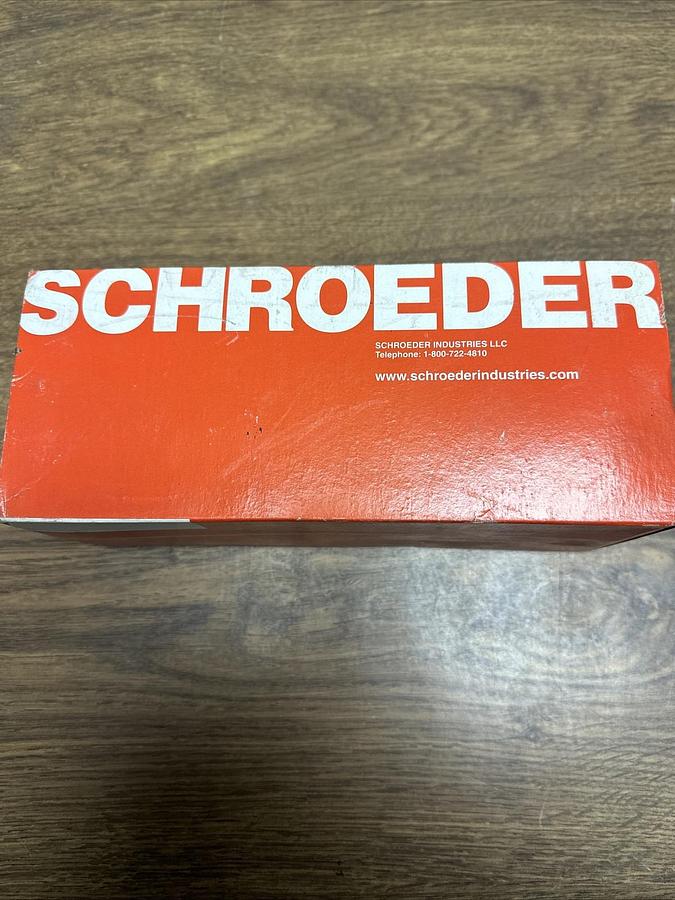 SCHROEDER
SCHROEDER INDUSTRIES LLC
Telephone: 1-800-722-4810
www.schroederindustries.com